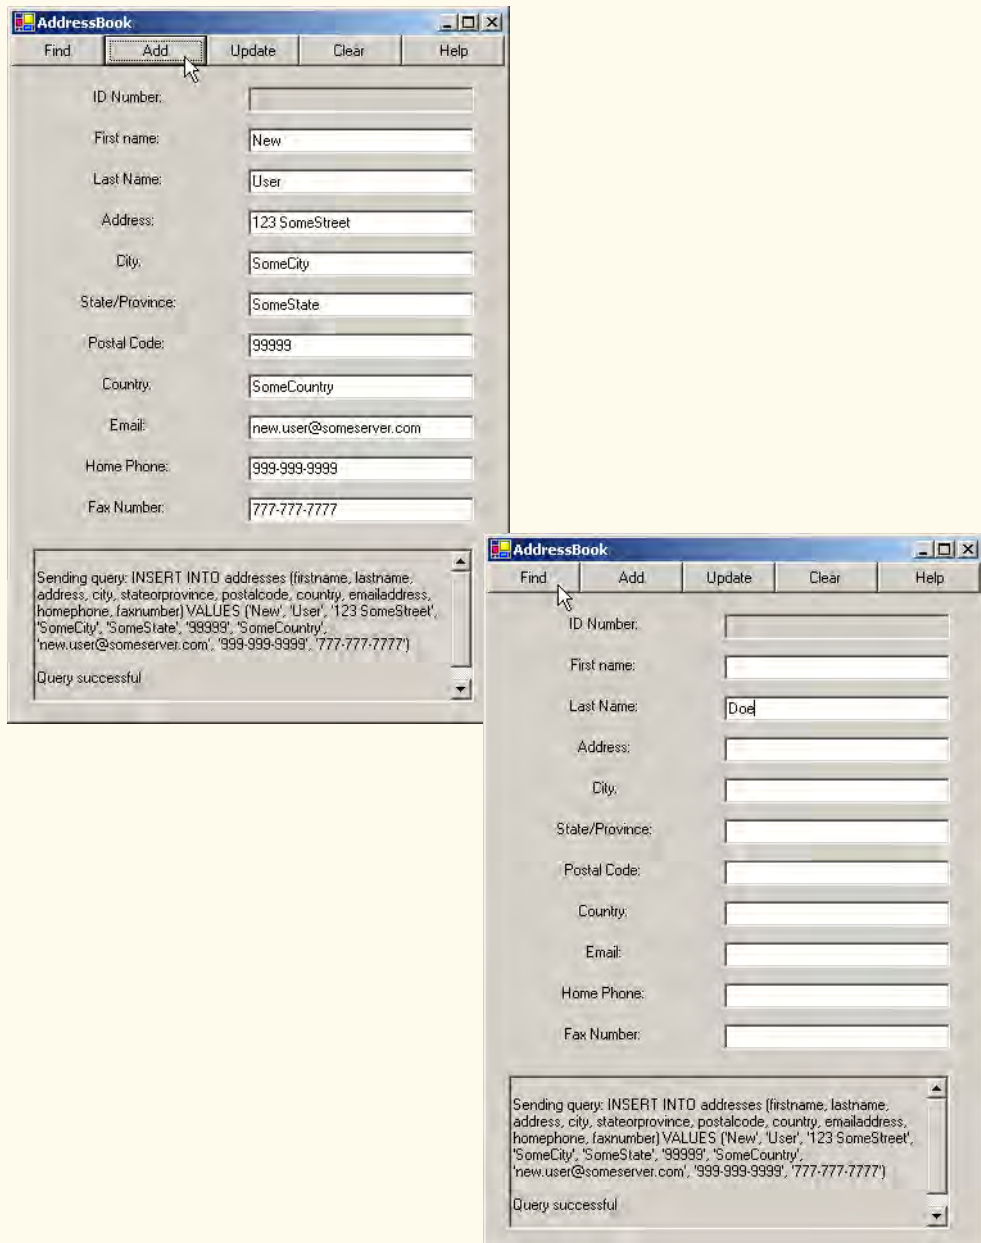 AddressBook
Find Add Update Clear Help
ID Number:
First name: New
Last Name: User
Address: 123 SomeStreet
City: SomeCity
State/Province: SomeState
Postal Code: 99999
Country: SomeCountry
Email: new.user@someserver.com
Home Phone: 999-999-9999
Fax Number: 777-777-7777
Sending query: INSERT INTO addresses (firstname, lastname,
address, city, stateorprovince, postalcode, country, emailaddress,
homephone, faxnumber) VALUES ('New', 'User', '123 SomeStreet',
'SomeCity', 'SomeState', '99999', 'SomeCountry',
'new.user@someserver.com', '999-999-9999', '777-777-7777')
Query successful
AddressBook
Find Add Update Clear Help
ID Number:
First name:
Last Name: Doe
Address:
City:
State/Province:
Postal Code:
Country:
Email:
Home Phone:
Fax Number:
Sending query: INSERT INTO addresses (firstname, lastname,
address, city, stateorprovince, postalcode, country, emailaddress,
homephone, faxnumber) VALUES ('New', 'User', '123 SomeStreet',
'SomeCity', 'SomeState', '99999', 'SomeCountry',
'new.user@someserver.com', '999-999-9999', '777-777-7777')
Query successful